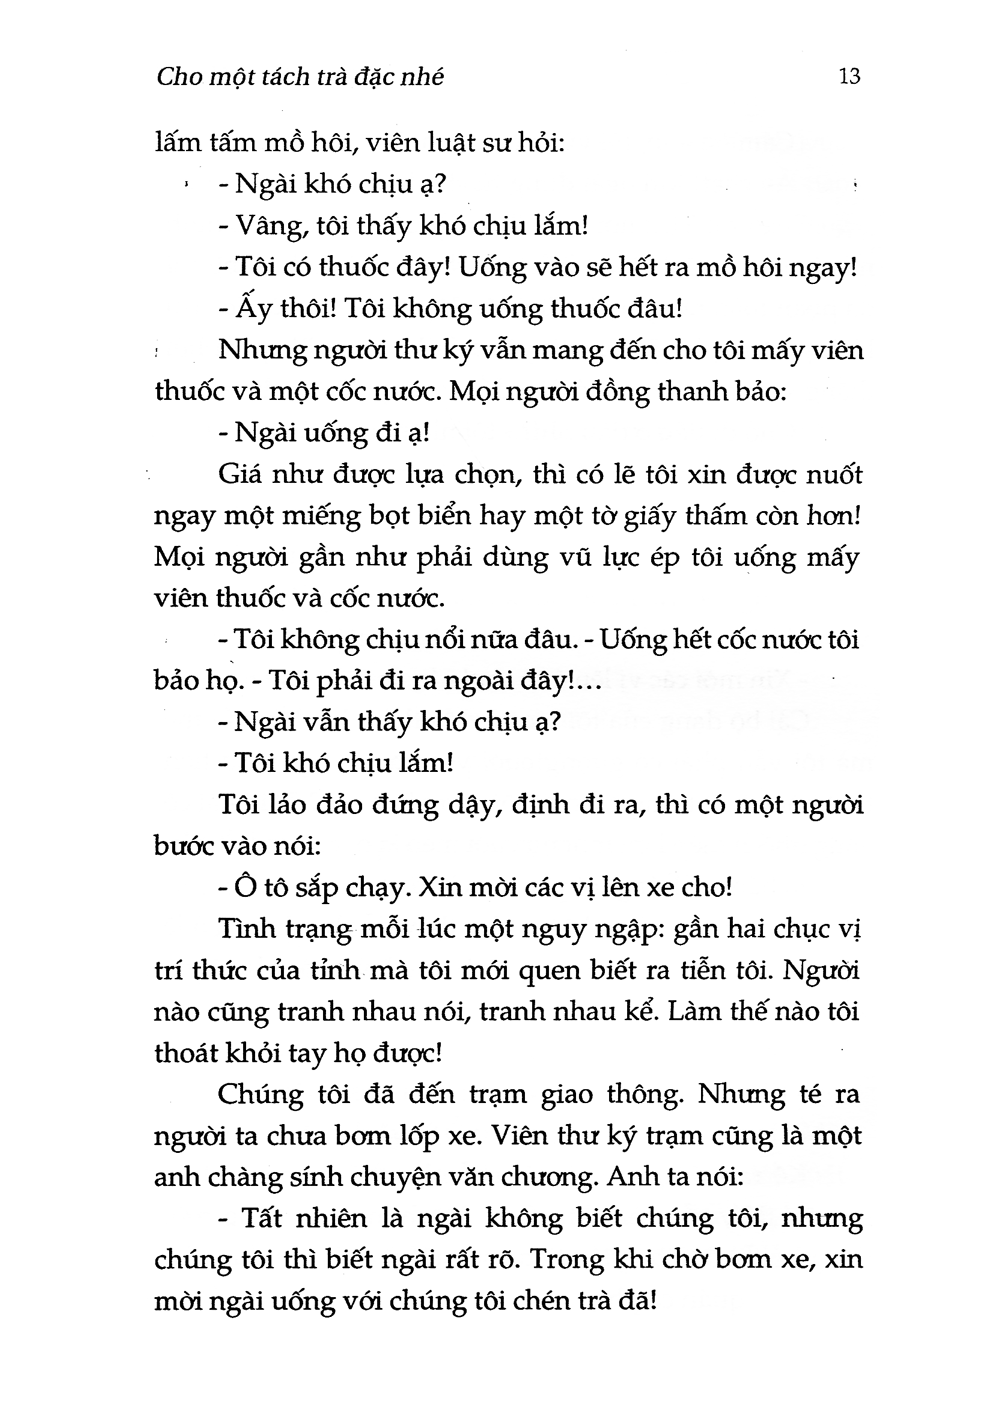 Cho một tách trà đặc nhé 13
lấm tấm mồ hôi, viên luật sư hỏi:
- Ngài khó chịu ạ?
- Vâng, tôi thấy khó chịu lắm!
- Tôi có thuốc đây! Uống vào sẽ hết ra mồ hôi ngay!
- Ấy thôi! Tôi không uống thuốc đâu!
Nhưng người thư ký vẫn mang đến cho tôi mấy viên
thuốc và một cốc nước. Mọi người đồng thanh bảo:
- Ngài uống đi ạ!
Giá như được lựa chọn, thì có lẽ tôi xin được nuốt
ngay một miếng bọt biển hay một tờ giấy thấm còn hơn!
Mọi người gần như phải dùng vũ lực ép tôi uống mấy
viên thuốc và cốc nước.
- Tôi không chịu nổi nữa đâu. - Uống hết cốc nước tôi
bảo họ. - Tôi phải đi ra ngoài đây!...
- Ngài vẫn thấy khó chịu ạ?
- Tôi khó chịu lắm!
Tôi lảo đảo đứng dậy, định đi ra, thì có một người
bước vào nói:
- Ô tô sắp chạy. Xin mời các vị lên xe cho!
Tình trạng mỗi lúc một nguy ngập: gần hai chục vị
trí thức của tỉnh mà tôi mới quen biết ra tiễn tôi. Người
nào cũng tranh nhau nói, tranh nhau kể. Làm thế nào tôi
thoát khỏi tay họ được!
Chúng tôi đã đến trạm giao thông. Nhưng té ra
người ta chưa bơm lốp xe. Viên thư ký trạm cũng là một
anh chàng sính chuyện văn chương. Anh ta nói:
- Tất nhiên là ngài không biết chúng tôi, nhưng
chúng tôi thì biết ngài rất rõ. Trong khi chờ bơm xe, xin
mời ngài uống với chúng tôi chén trà đã!